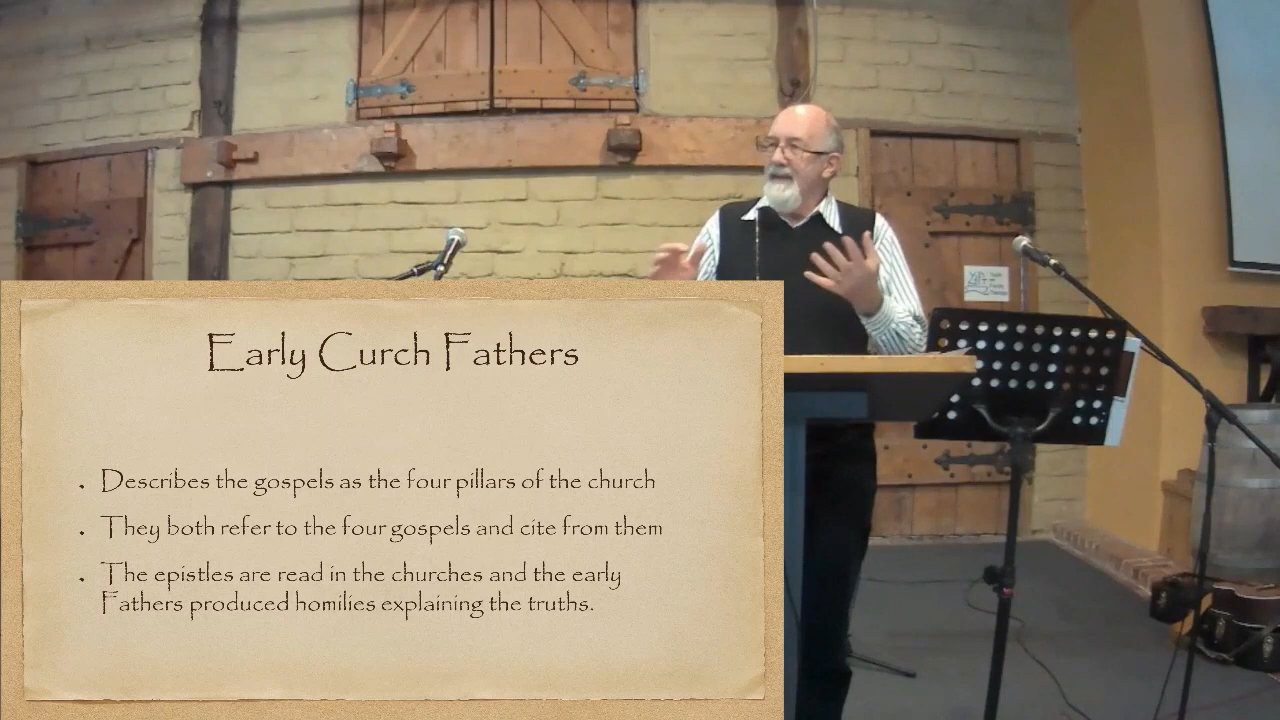 Early Curch Fathers
. Describes the gospels as the four pillars of the church
. They both refer to the four gospels and cite from them
. The epistles are read in the churches and the early
Fathers produced homilies explaining the truths.